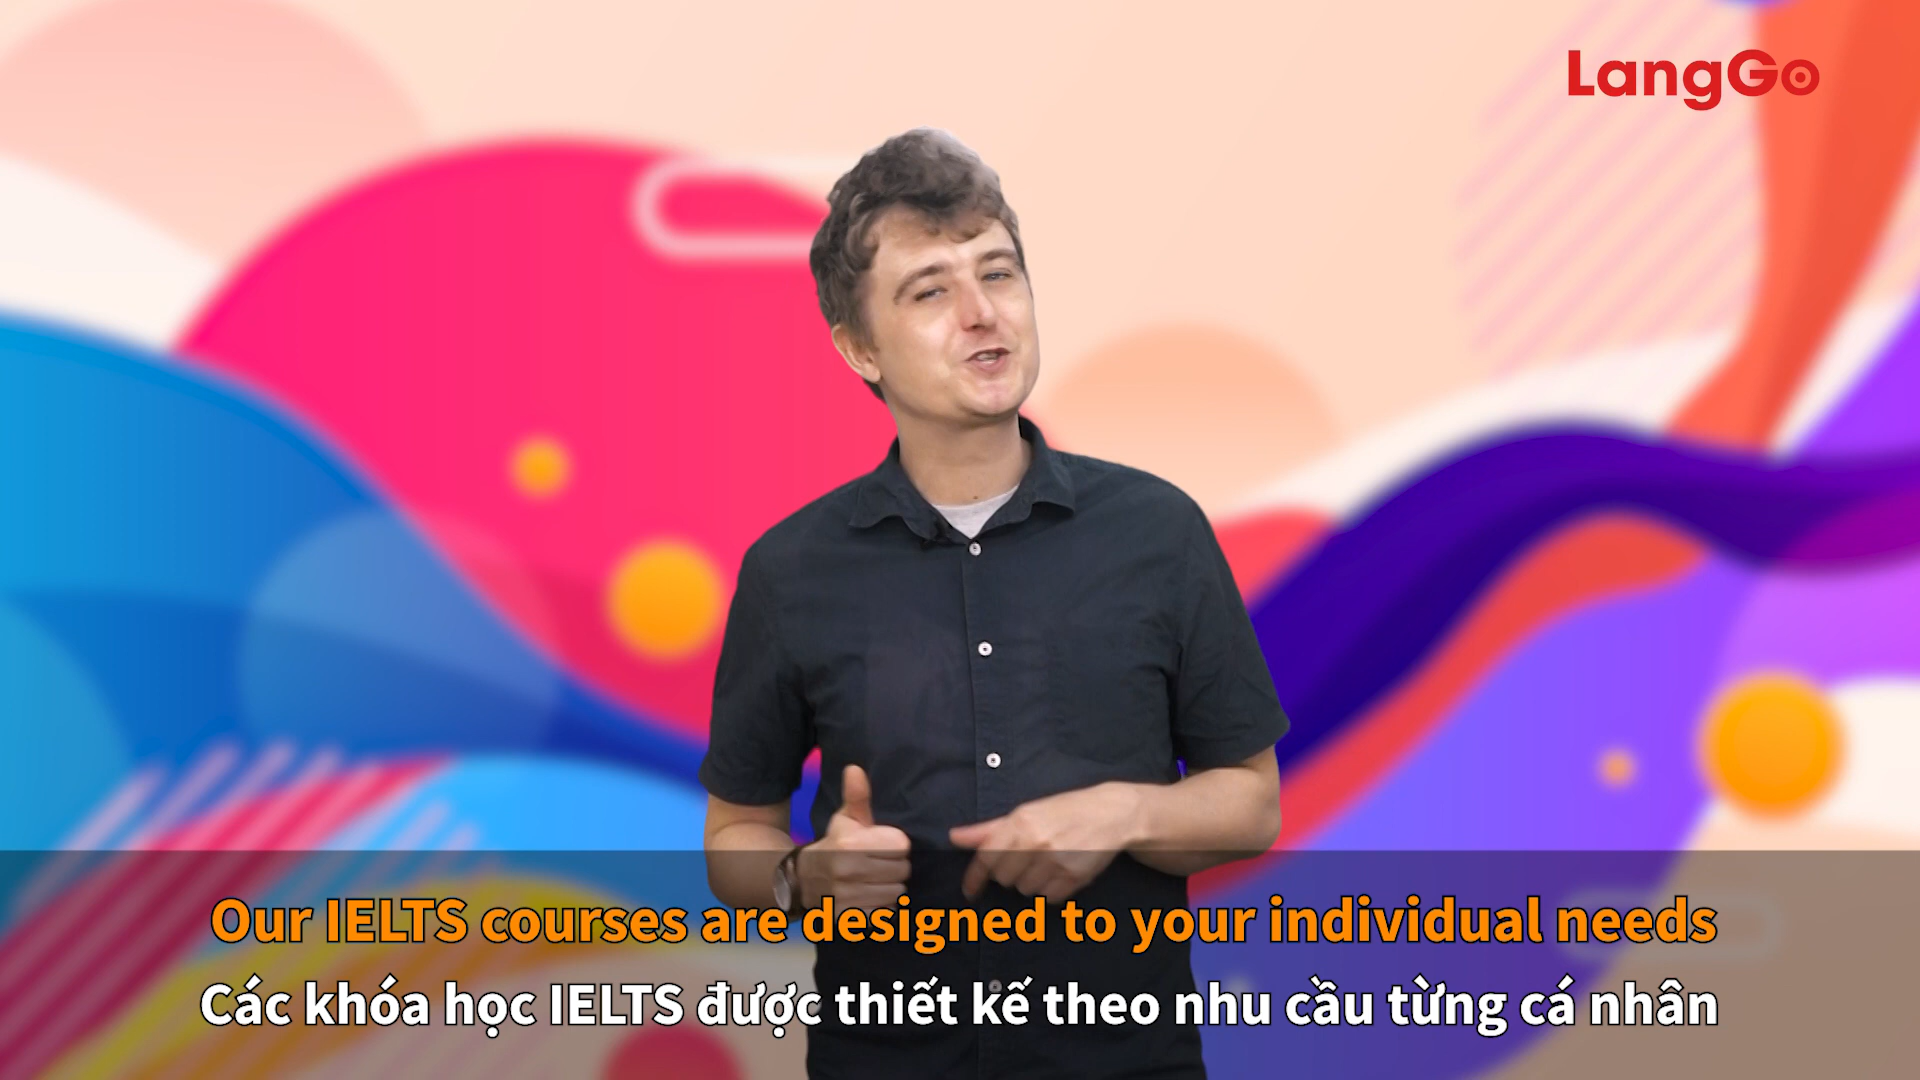 LangGo
Our IELTS courses are designed to your individual needs
Các khóa học IELTS được thiết kế theo nhu cầu từng cá nhân